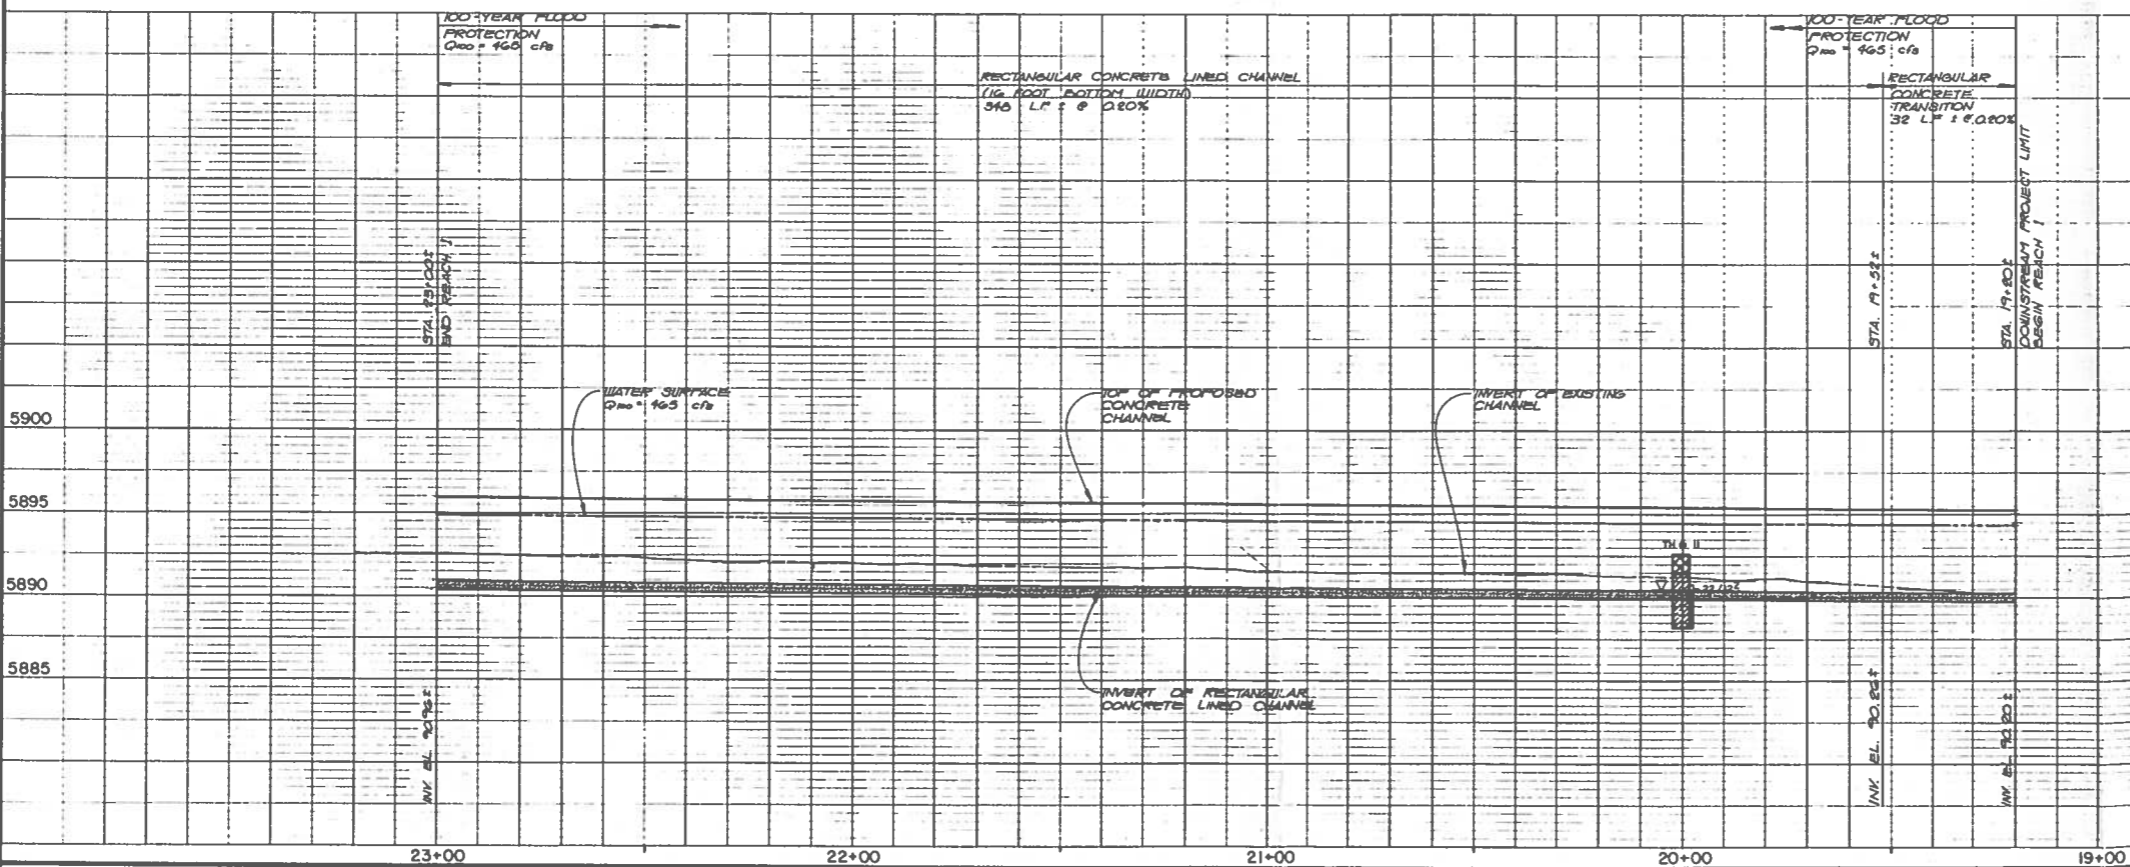 100-YEAR FLOOD
PROTECTION
Q100 = 465 cfs
100-YEAR FLOOD
PROTECTION
Q100 = 465 cfs
RECTANGULAR CONCRETE LINED CHANNEL
(16 FOOT BOTTOM WIDTH)
348 L.F. ± @ 0.20%
RECTANGULAR
CONCRETE
TRANSITION
32 L.F. ± @ 0.20%
STA. 23+00±
END REACH 1
STA. 19+52±
STA. 19+20±
DOWNSTREAM PROJECT LIMIT
BEGIN REACH 1
WATER SURFACE
Q100 = 465 cfs
TOP OF PROPOSED
CONCRETE
CHANNEL
INVERT OF EXISTING
CHANNEL
5900
5895
5890
5885
INVERT OF RECTANGULAR
CONCRETE LINED CHANNEL
INV. EL. 90.96±
INV. EL. 90.26±
INV. EL. 90.20±
23+00
22+00
21+00
20+00
19+00